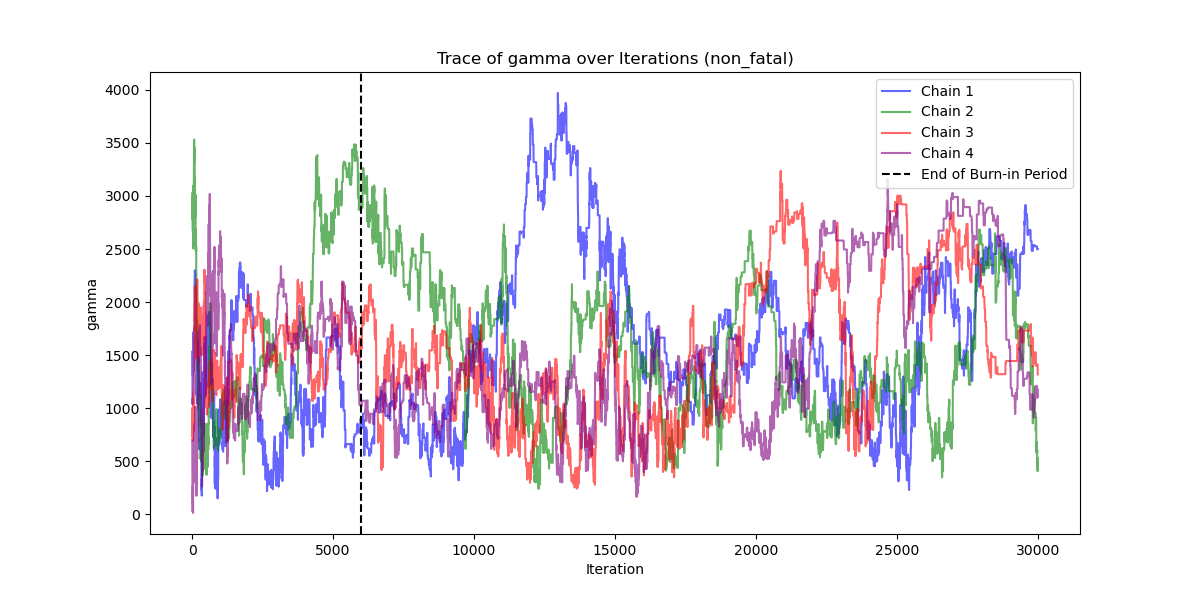 Trace of gamma over Iterations (non_fatal)
4000
3500
3000
2500
2000
1500
1000
500
0
gamma
Chain 1
Chain 2
Chain 3
Chain 4
End of Burn-in Period
0
5000
10000
15000
20000
25000
30000
Iteration